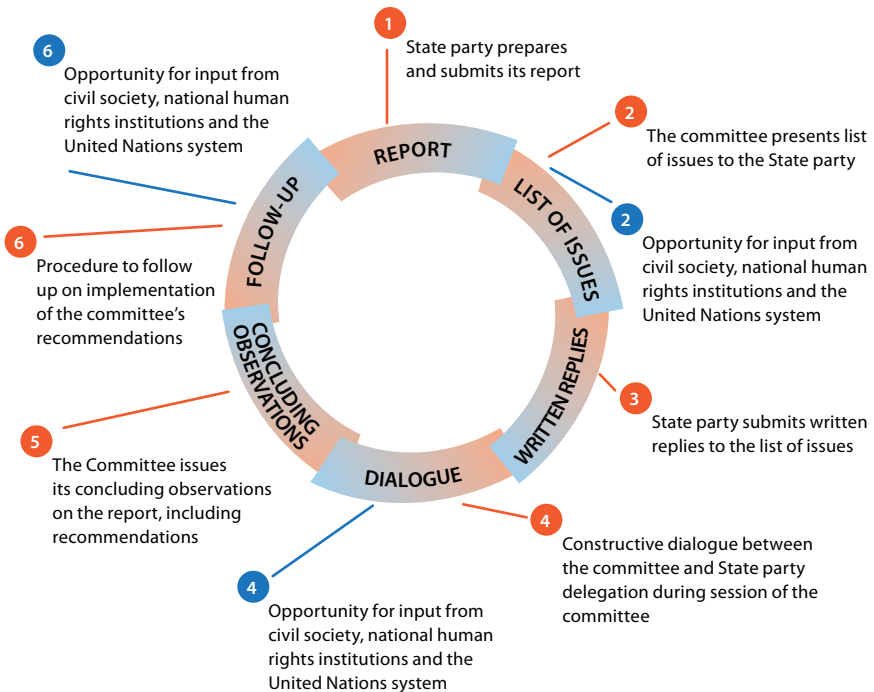 1
State party prepares
and submits its report
6
Opportunity for input from
civil society, national human
rights institutions and the
United Nations system
2
The committee presents list
of issues to the State party
REPORT
LIST OF ISSUES
2
Opportunity for input from
civil society, national human
rights institutions and the
United Nations system
FOLLOW-UP
6
Procedure to follow
up on implementation
of the committee's
recommendations
WRITTEN REPLIES
3
State party submits written
replies to the list of issues
CONCLUDING
OBSERVATIONS
5
The Committee issues
its concluding observations
on the report, including
recommendations
DIALOGUE
4
Constructive dialogue between
the committee and State party
delegation during session of the
committee
4
Opportunity for input from
civil society, national human
rights institutions and the
United Nations system